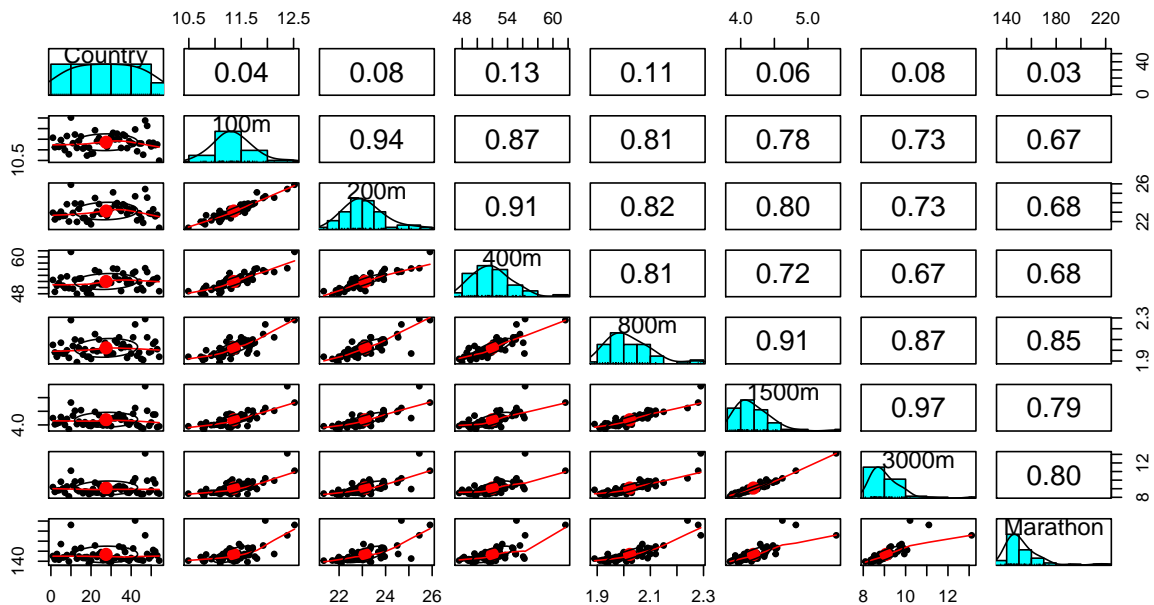 10.5 11.5 12.5 48 54 60 4.0 5.0 140 180 220
Country 0.04 0.08 0.13 0.11 0.06 0.08 0.03 0 40
10.5 100m 0.94 0.87 0.81 0.78 0.73 0.67
200m 0.91 0.82 0.80 0.73 0.68 22 26
48 60 400m 0.81 0.72 0.67 0.68
800m 0.91 0.87 0.85 1.9 2.3
4.0 1500m 0.97 0.79
3000m 0.80 8 12
140 Marathon
0 20 40 22 24 26 1.9 2.1 2.3 8 10 12